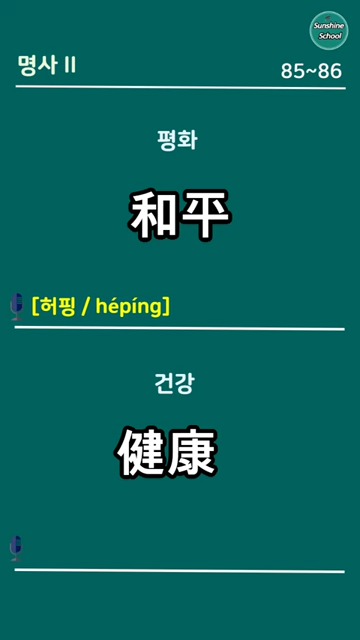 Sunshine
School
명사 II
85~86
평화
和平
[허핑 / hépíng]
건강
健康